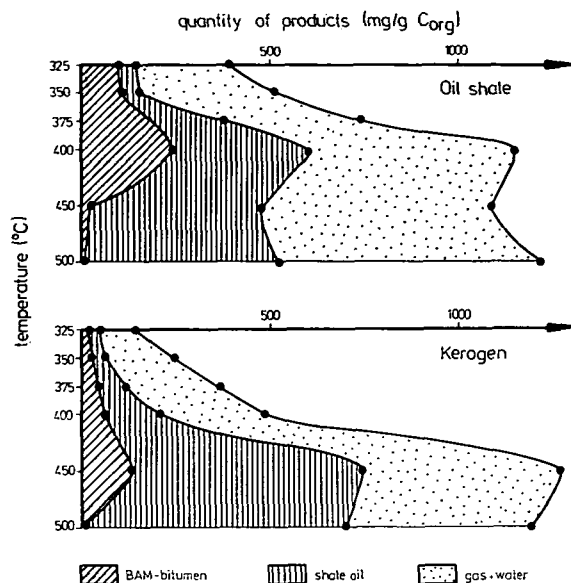 quantity of products (mg/g Corg)
500 1000
325
Oil shale
350
375
400
450
500
temperature (°C)
500 1000
325
Kerogen
350
375
400
450
500
BAM-bitumen shale oil gas+water